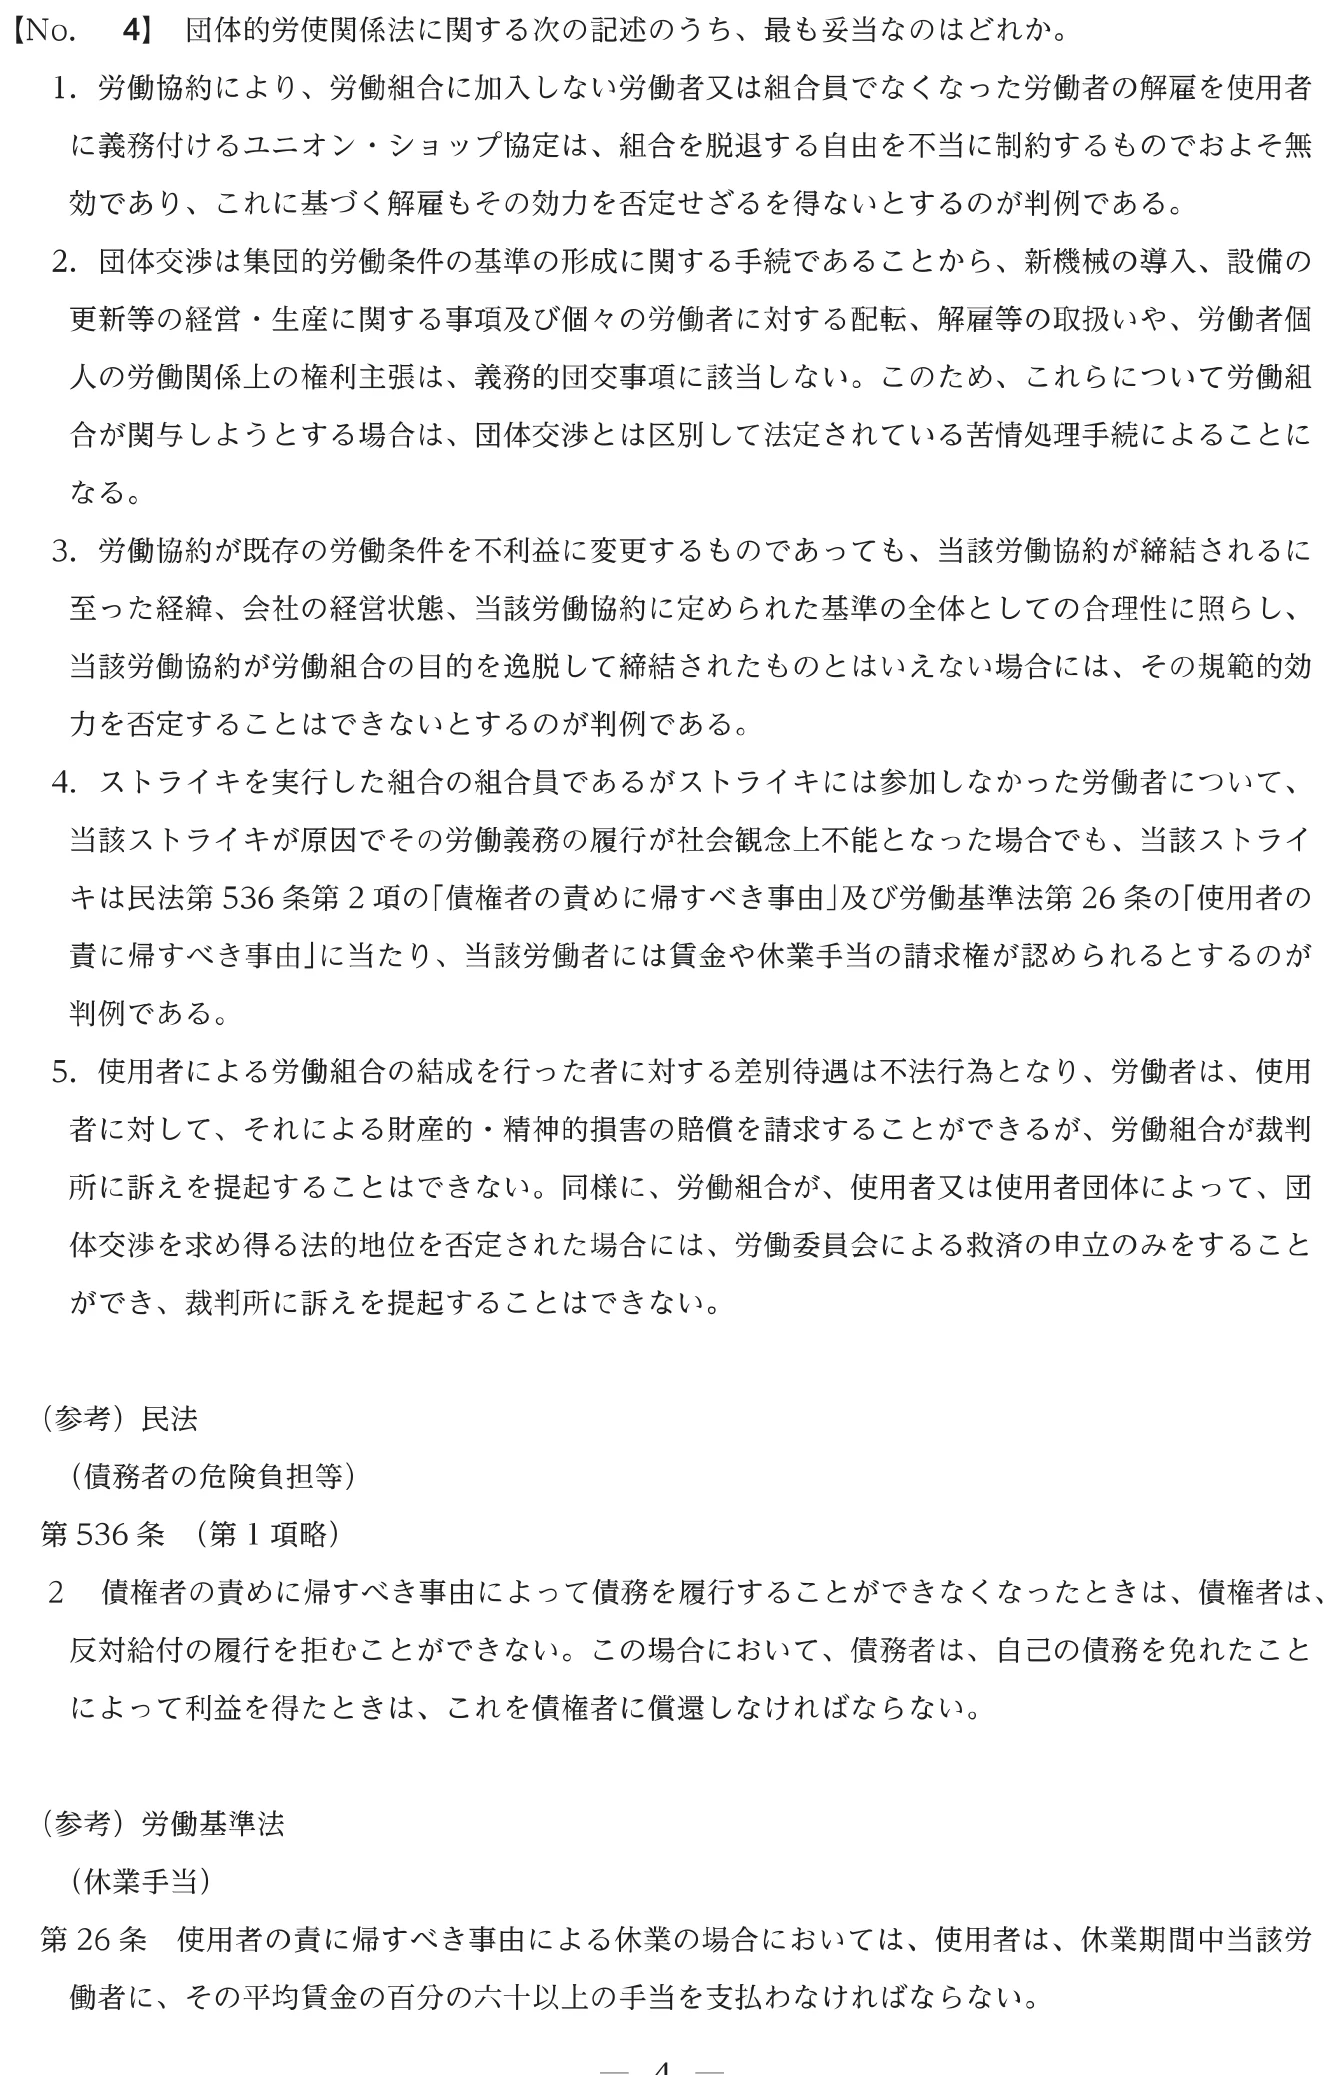 【No. 4】 団体的労使関係法に関する次の記述のうち、最も妥当なのはどれか。
1. 労働協約により、労働組合に加入しない労働者又は組合員でなくなった労働者の解雇を使用者
に義務付けるユニオン・ショップ協定は、組合を脱退する自由を不当に制約するものでおよそ無
効であり、これに基づく解雇もその効力を否定せざるを得ないとするのが判例である。
2. 団体交渉は集団的労働条件の基準の形成に関する手続であることから、新機械の導入、設備の
更新等の経営・生産に関する事項及び個々の労働者に対する配転、解雇等の取扱いや、労働者個
人の労働関係上の権利主張は、義務的団交事項に該当しない。このため、これらについて労働組
合が関与しようとする場合は、団体交渉とは区別して法定されている苦情処理手続によることに
なる。
3. 労働協約が既存の労働条件を不利益に変更するものであっても、当該労働協約が締結されるに
至った経緯、会社の経営状態、当該労働協約に定められた基準の全体としての合理性に照らし、
当該労働協約が労働組合の目的を逸脱して締結されたものとはいえない場合には、その規範的効
力を否定することはできないとするのが判例である。
4. ストライキを実行した組合の組合員であるがストライキには参加しなかった労働者について、
当該ストライキが原因でその労働義務の履行が社会観念上不能となった場合でも、当該ストライ
キは民法第 536 条第 2 項の「債権者の責めに帰すべき事由」及び労働基準法第 26 条の「使用者の
責に帰すべき事由」に当たり、当該労働者には賃金や休業手当の請求権が認められるとするのが
判例である。
5. 使用者による労働組合の結成を行った者に対する差別待遇は不法行為となり、労働者は、使用
者に対して、それによる財産的・精神的損害の賠償を請求することができるが、労働組合が裁判
所に訴えを提起することはできない。同様に、労働組合が、使用者又は使用者団体によって、団
体交渉を求め得る法的地位を否定された場合には、労働委員会による救済の申立のみをすること
ができ、裁判所に訴えを提起することはできない。
（参考）民法
（債務者の危険負担等）
第 536 条 （第 1 項略）
2 債権者の責めに帰すべき事由によって債務を履行することができなくなったときは、債権者は、
反対給付の履行を拒むことができない。この場合において、債務者は、自己の債務を免れたこと
によって利益を得たときは、これを債権者に償還しなければならない。
（参考）労働基準法
（休業手当）
第 26 条 使用者の責に帰すべき事由による休業の場合においては、使用者は、休業期間中当該労
働者に、その平均賃金の百分の六十以上の手当を支払わなければならない。
— 4 —